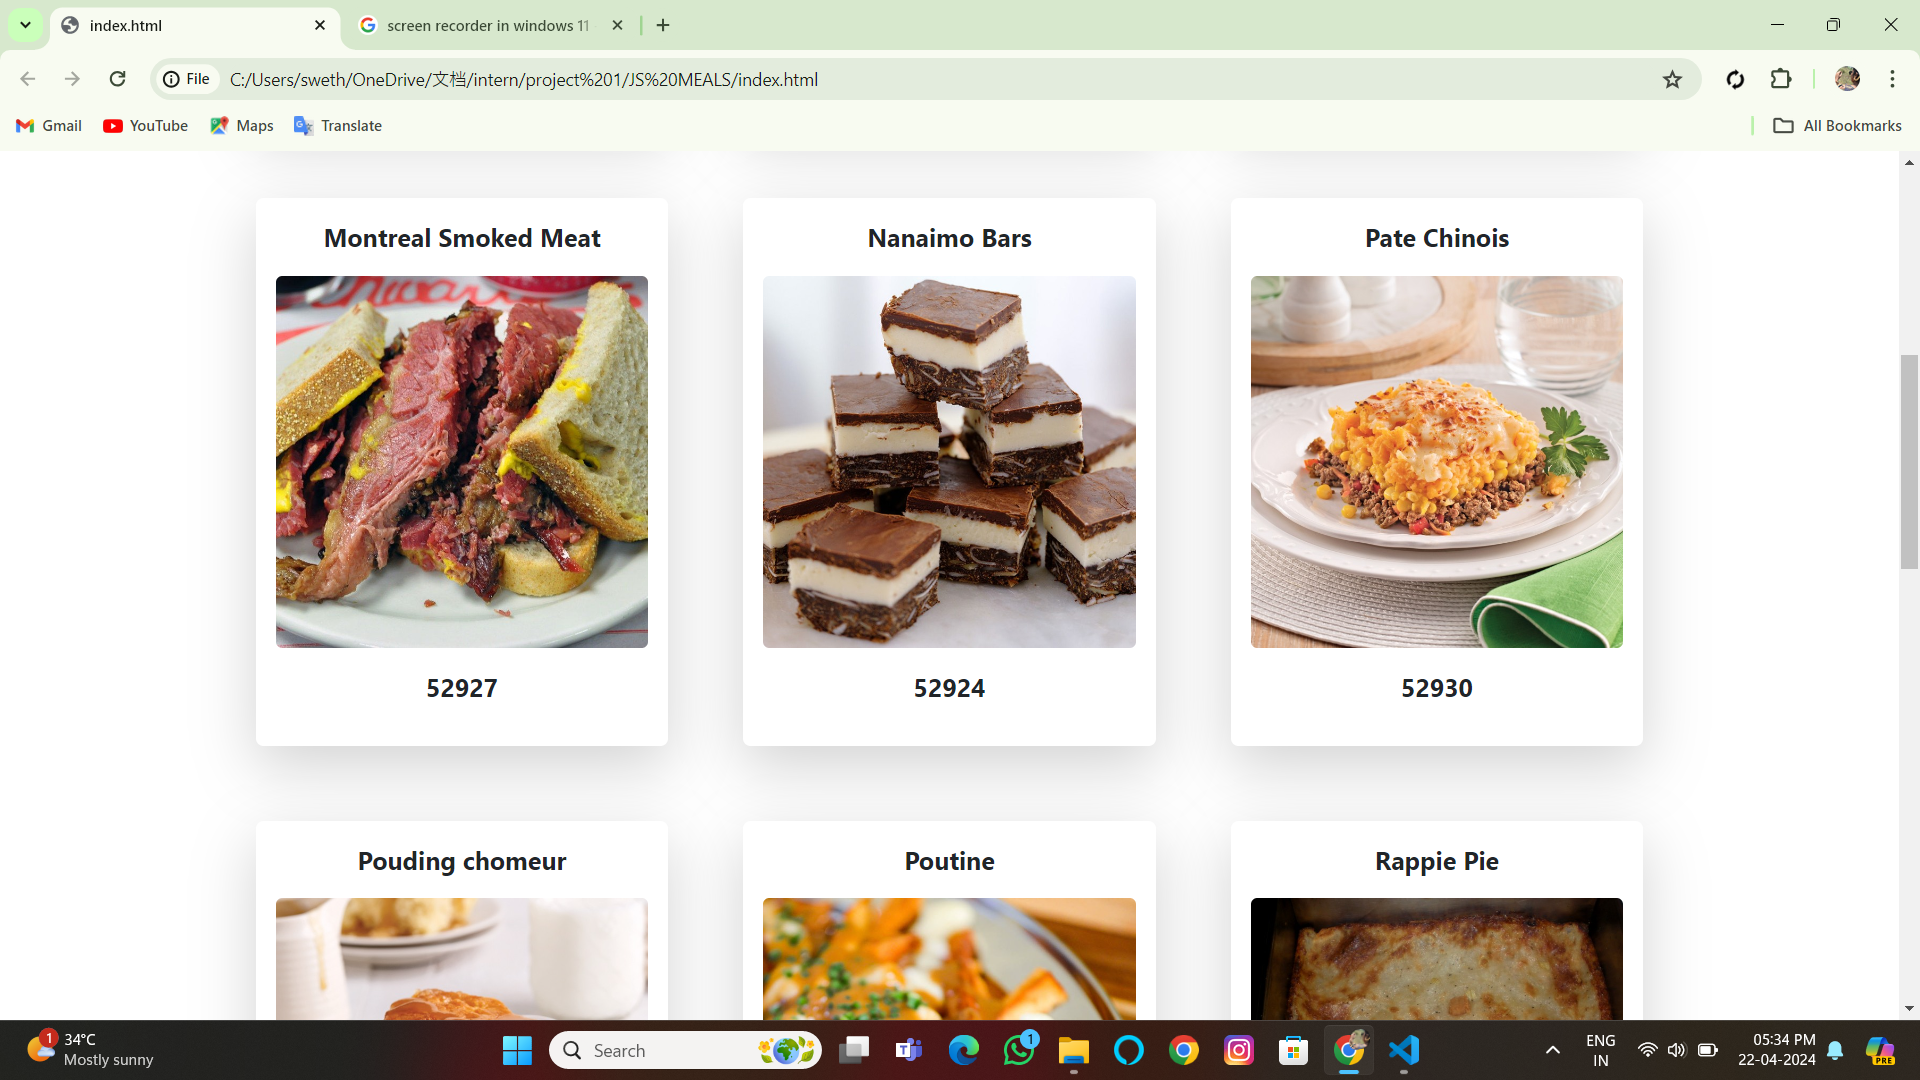 index.html
screen recorder in windows 11
File
C:/Users/sweth/OneDrive/文档/intern/project%201/JS%20MEALS/index.html
Gmail
YouTube
Maps
Translate
All Bookmarks
Montreal Smoked Meat
Nanaimo Bars
Pate Chinois
52927
52924
52930
Pouding chomeur
Poutine
Rappie Pie
1
34°C
Mostly sunny
Search
1
ENG
IN
05:34 PM
22-04-2024
PRE